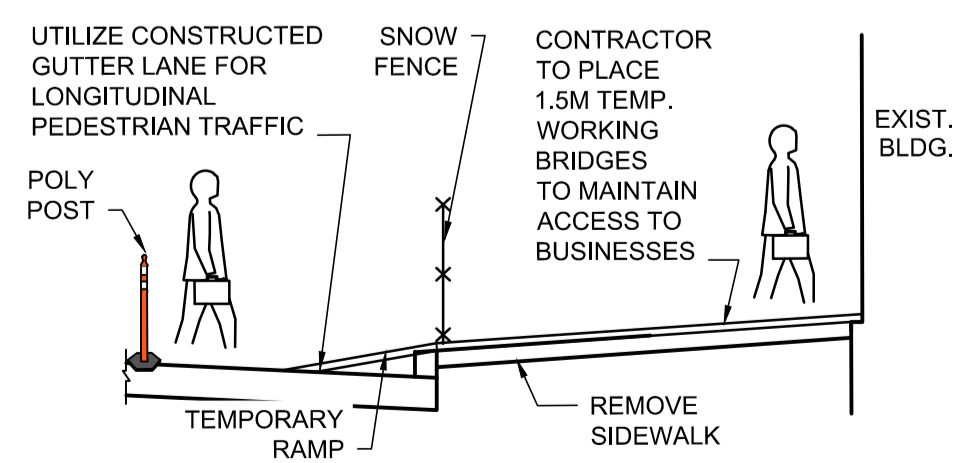 UTILIZE CONSTRUCTED
GUTTER LANE FOR
LONGITUDINAL
PEDESTRIAN TRAFFIC
SNOW
FENCE
CONTRACTOR
TO PLACE
1.5M TEMP.
WORKING
BRIDGES
TO MAINTAIN
ACCESS TO
BUSINESSES
EXIST.
BLDG.
POLY
POST
TEMPORARY
RAMP
REMOVE
SIDEWALK